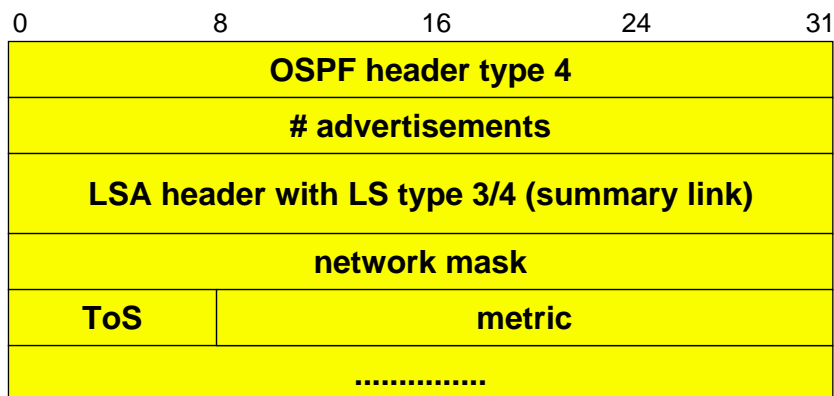 0 8 16 24 31
OSPF header type 4
# advertisements
LSA header with LS type 3/4 (summary link)
network mask
ToS metric
...............